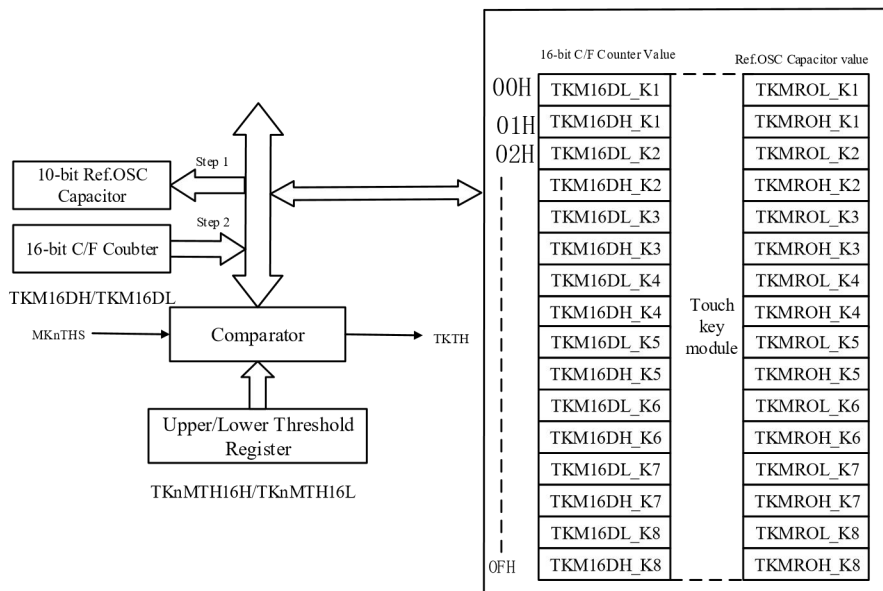 16-bit C/F Counter Value
Ref.OSC Capacitor value
00H
TKM16DL_K1
TKMROL_K1
01H
TKM16DH_K1
TKMROH_K1
02H
TKM16DL_K2
TKMROL_K2
TKM16DH_K2
TKMROH_K2
TKM16DL_K3
TKMROL_K3
TKM16DH_K3
TKMROH_K3
TKM16DL_K4
TKMROL_K4
TKM16DH_K4
TKMROH_K4
TKM16DL_K5
TKMROL_K5
TKM16DH_K5
TKMROH_K5
TKM16DL_K6
TKMROL_K6
TKM16DH_K6
TKMROH_K6
TKM16DL_K7
TKMROL_K7
TKM16DH_K7
TKMROH_K7
TKM16DL_K8
TKMROL_K8
0FH
TKM16DH_K8
TKMROH_K8
Touch
key
module
Step 1
10-bit Ref.OSC
Capacitor
Step 2
16-bit C/F Coubter
TKM16DH/TKM16DL
MKnTHS
Comparator
TKTH
Upper/Lower Threshold
Register
TKnMTH16H/TKnMTH16L